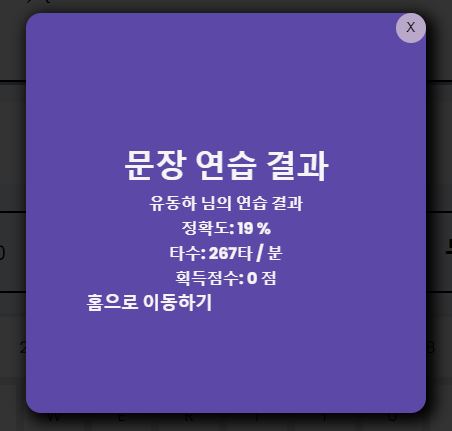 X
문장 연습 결과
유동하 님의 연습 결과
정확도: 19 %
타수: 267타 / 분
획득점수: 0 점
홈으로 이동하기